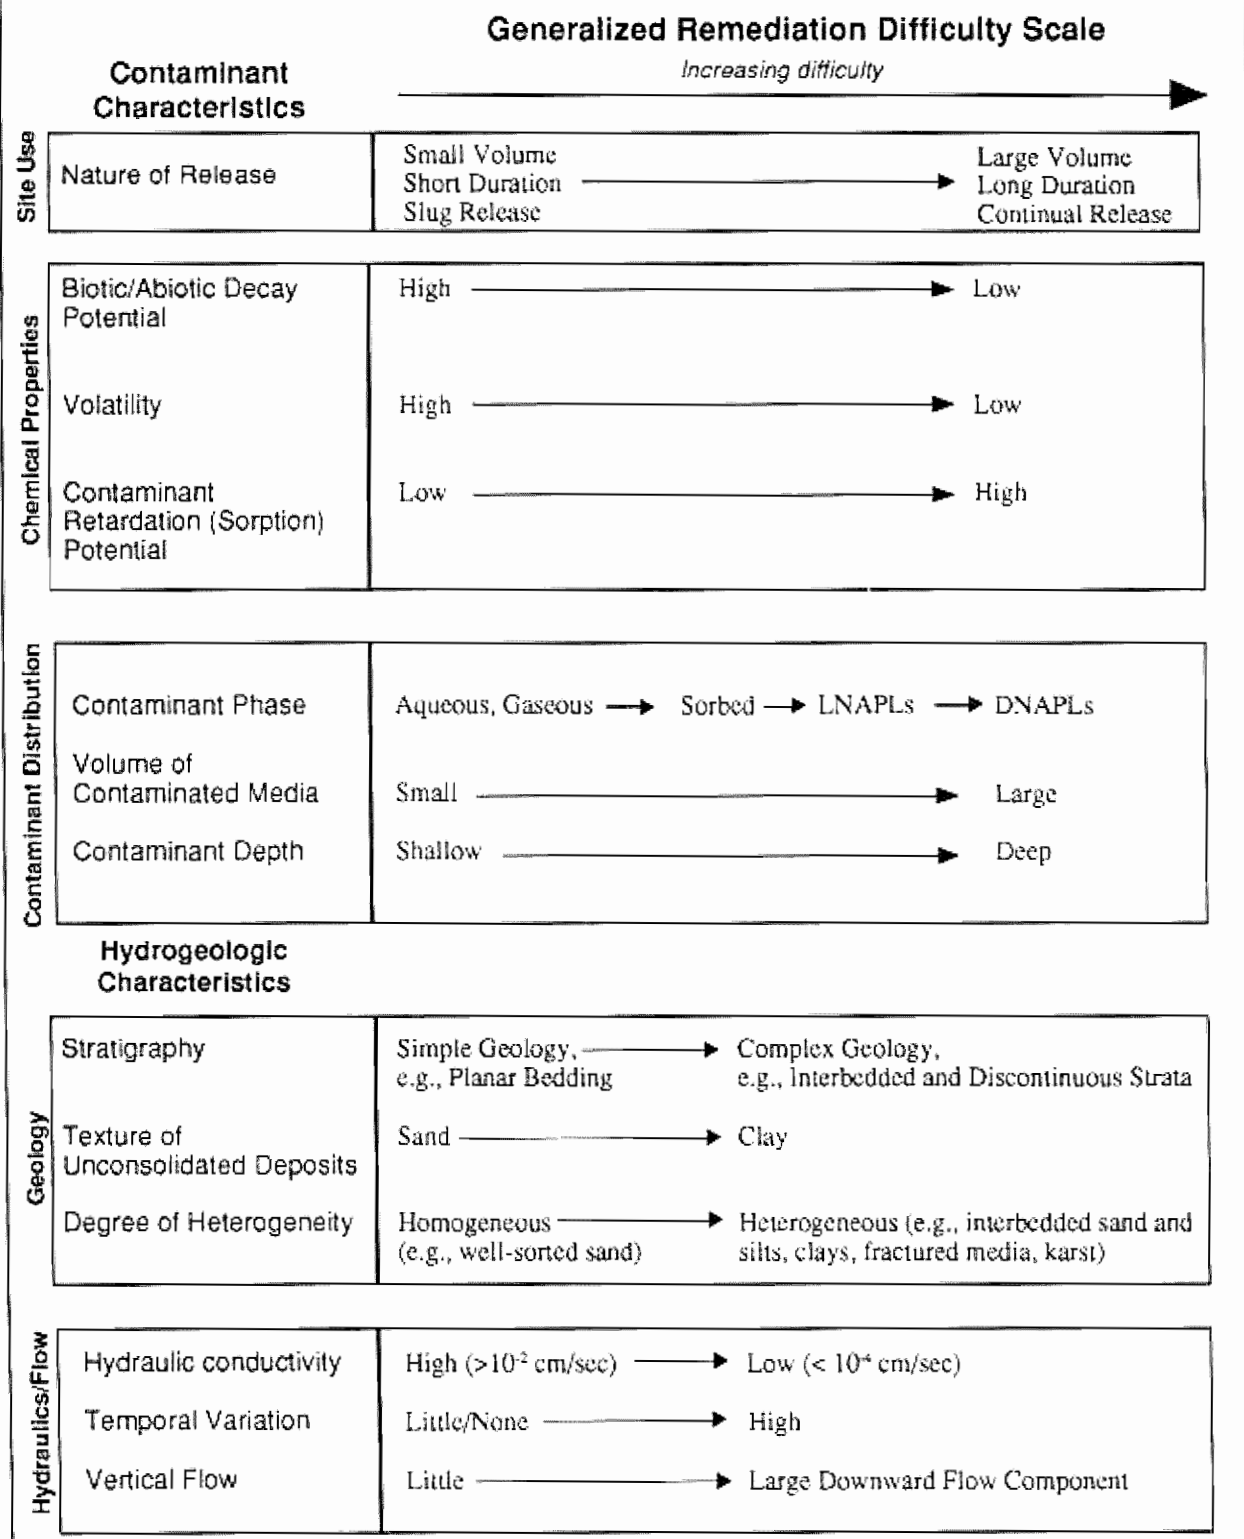 Generalized Remediation Difficulty Scale
Increasing difficulty
Contaminant
Characteristics
Site Use
Nature of Release
Small Volume
Short Duration
Slug Release
Large Volume
Long Duration
Continual Release
Chemical Properties
Biotic/Abiotic Decay
Potential
High
Low
Volatility
High
Low
Contaminant
Retardation (Sorption)
Potential
Low
High
Contaminant Distribution
Contaminant Phase
Aqueous, Gaseous
Sorbed
LNAPLs
DNAPLs
Volume of
Contaminated Media
Small
Large
Contaminant Depth
Shallow
Deep
Hydrogeologic
Characteristics
Geology
Stratigraphy
Simple Geology,
e.g., Planar Bedding
Complex Geology,
e.g., Interbedded and Discontinuous Strata
Texture of
Unconsolidated Deposits
Sand
Clay
Degree of Heterogeneity
Homogeneous
(e.g., well-sorted sand)
Heterogeneous (e.g., interbedded sand and
silts, clays, fractured media, karst)
Hydraulics/Flow
Hydraulic conductivity
High (>10⁻² cm/sec)
Low (< 10⁻⁴ cm/sec)
Temporal Variation
Little/None
High
Vertical Flow
Little
Large Downward Flow Component